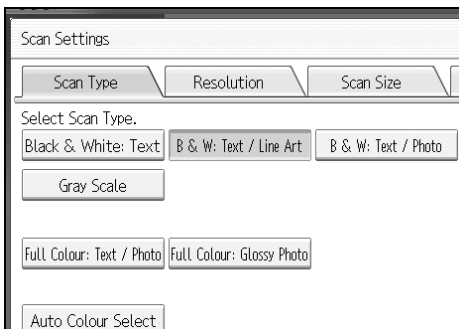 Scan Settings
Scan Type Resolution Scan Size
Select Scan Type.
Black & White: Text B & W: Text / Line Art B & W: Text / Photo
Gray Scale
Full Colour: Text / Photo Full Colour: Glossy Photo
Auto Colour Select